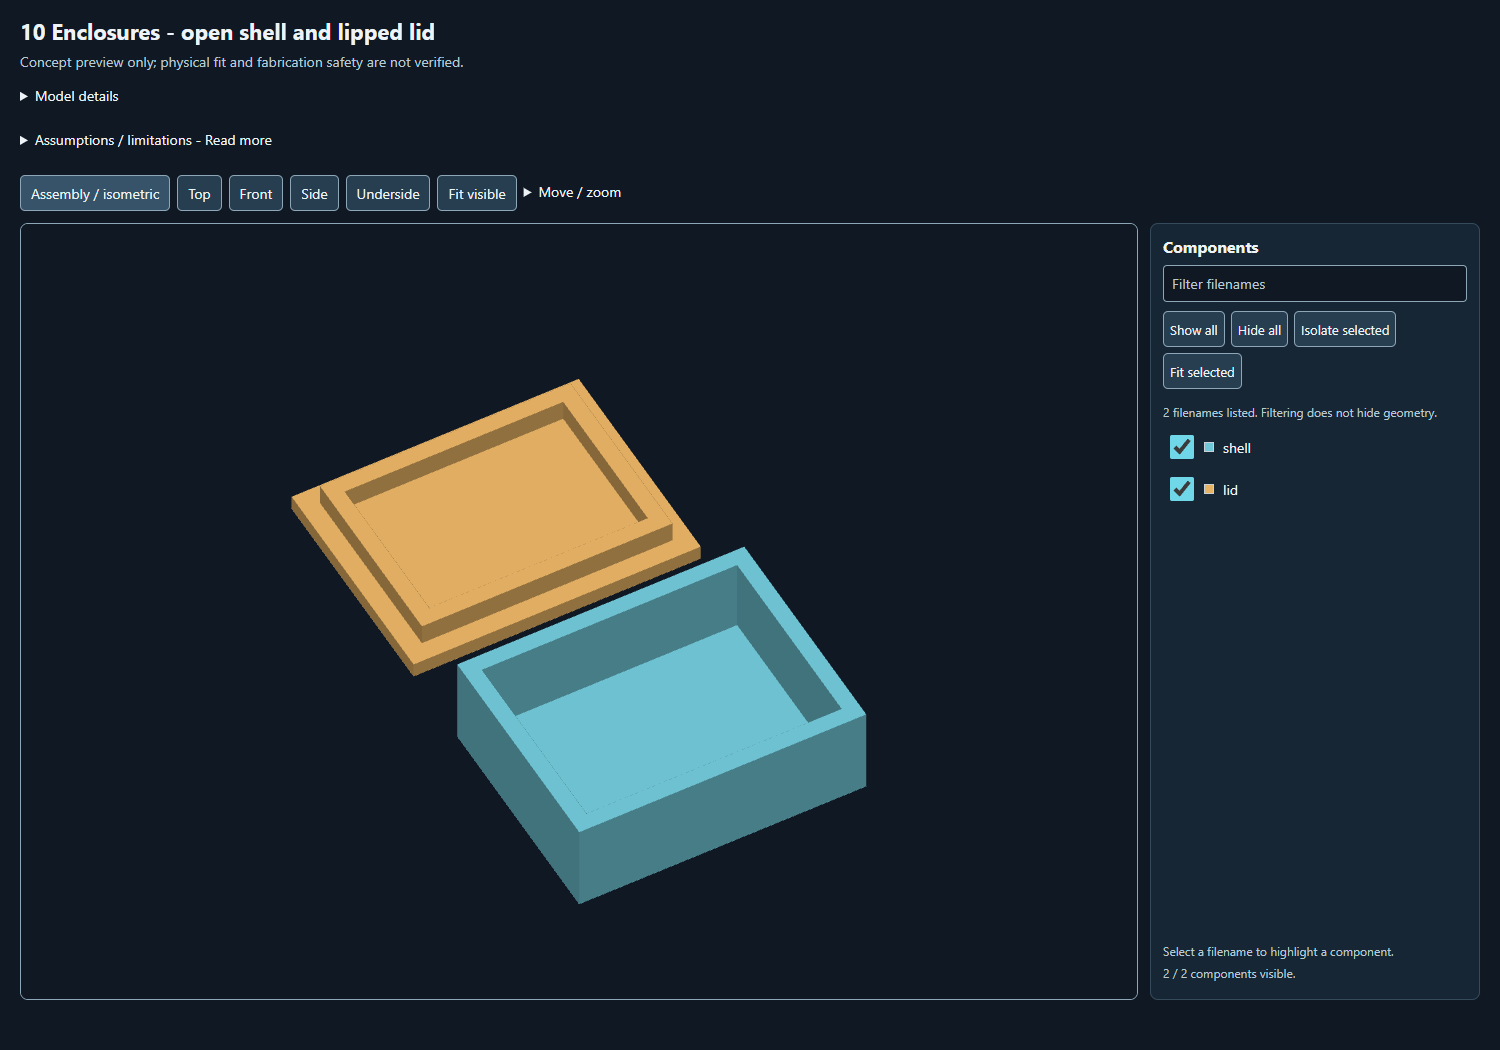 10 Enclosures - open shell and lipped lid
Concept preview only; physical fit and fabrication safety are not verified.
Model details
Assumptions / limitations - Read more
Assembly / isometric Top Front Side Underside Fit visible Move / zoom
Components
Filter filenames
Show all Hide all Isolate selected
Fit selected
2 filenames listed. Filtering does not hide geometry.
shell
lid
Select a filename to highlight a component.
2 / 2 components visible.